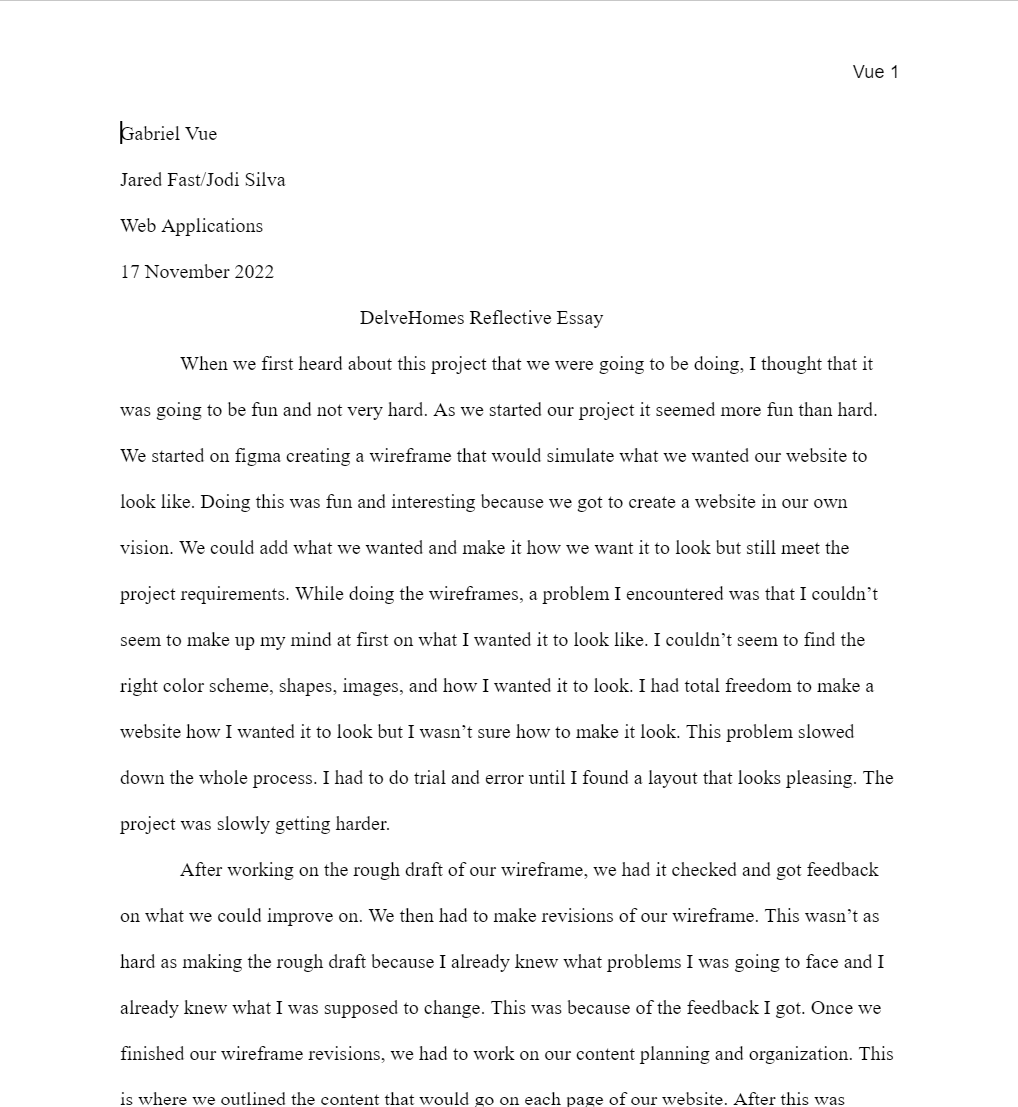 Vue 1
Gabriel Vue
Jared Fast/Jodi Silva
Web Applications
17 November 2022
DelveHomes Reflective Essay
When we first heard about this project that we were going to be doing, I thought that it
was going to be fun and not very hard. As we started our project it seemed more fun than hard.
We started on figma creating a wireframe that would simulate what we wanted our website to
look like. Doing this was fun and interesting because we got to create a website in our own
vision. We could add what we wanted and make it how we want it to look but still meet the
project requirements. While doing the wireframes, a problem I encountered was that I couldn’t
seem to make up my mind at first on what I wanted it to look like. I couldn’t seem to find the
right color scheme, shapes, images, and how I wanted it to look. I had total freedom to make a
website how I wanted it to look but I wasn’t sure how to make it look. This problem slowed
down the whole process. I had to do trial and error until I found a layout that looks pleasing. The
project was slowly getting harder.
After working on the rough draft of our wireframe, we had it checked and got feedback
on what we could improve on. We then had to make revisions of our wireframe. This wasn’t as
hard as making the rough draft because I already knew what problems I was going to face and I
already knew what I was supposed to change. This was because of the feedback I got. Once we
finished our wireframe revisions, we had to work on our content planning and organization. This
is where we outlined the content that would go on each page of our website. After this was